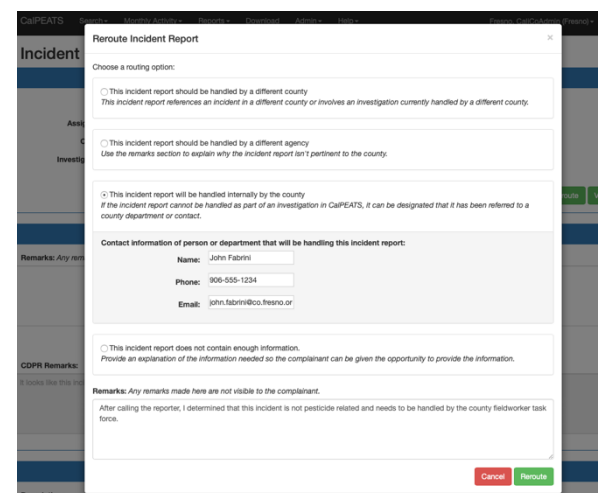 CalPEATS Search Monthly Activity Reports Download Admin Help Fresno, CalICoAdmin (Fresno)
Reroute Incident Report ×
Incident
Choose a routing option:
This incident report should be handled by a different county
This incident report references an incident in a different county or involves an investigation currently handled by a different county.
This incident report should be handled by a different agency
Use the remarks section to explain why the incident report isn't pertinent to the county.
This incident report will be handled internally by the county
If the incident report cannot be handled as part of an investigation in CalPEATS, it can be designated that it has been referred to a
county department or contact.
Contact information of person or department that will be handling this incident report:
Remarks: Any rem
Name: John Fabrini
Phone: 906-555-1234
Email: john.fabrini@co.fresno.or
This incident report does not contain enough information.
Provide an explanation of the information needed so the complainant can be given the opportunity to provide the information.
CDPR Remarks:
It looks like this inc
Remarks: Any remarks made here are not visible to the complainant.
After calling the reporter, I determined that this incident is not pesticide related and needs to be handled by the county fieldworker task
force.
Cancel Reroute